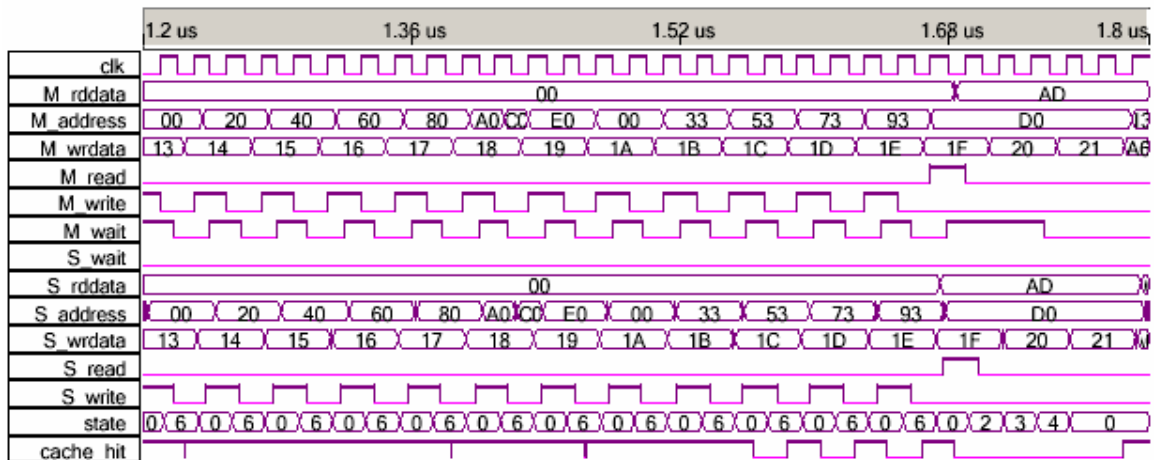 1.2 us 1.36 us 1.52 us 1.68 us 1.8 us
clk
M_rddata 00 AD
M_address 00 20 40 60 80 A0 C0 E0 00 33 53 73 93 D0
M_wrdata 13 14 15 16 17 18 19 1A 1B 1C 1D 1E 1F 20 21 A6
M_read
M_write
M_wait
S_wait
S_rddata 00 AD
S_address 00 20 40 60 80 A0 C0 E0 00 33 53 73 93 D0
S_wrdata 13 14 15 16 17 18 19 1A 1B 1C 1D 1E 1F 20 21
S_read
S_write
state 0 6 0 6 0 6 0 6 0 6 0 6 0 6 0 6 0 6 0 6 0 6 0 6 0 2 3 4 0
cache_hit